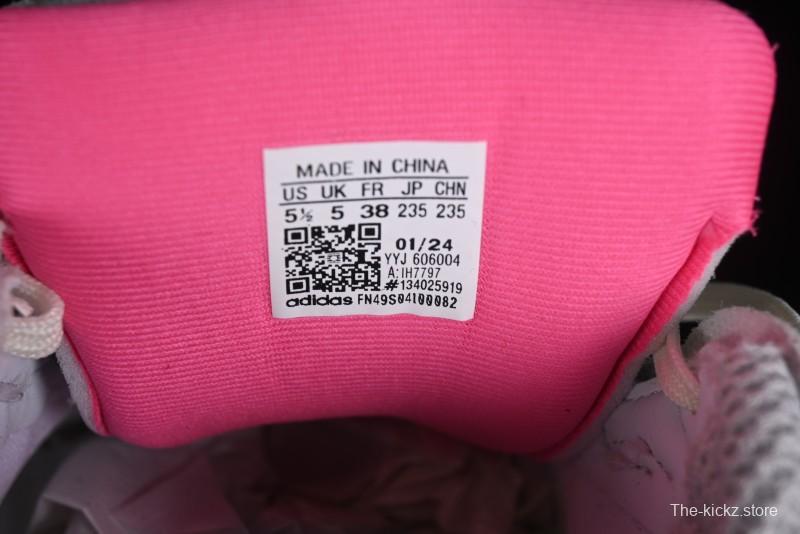 MADE IN CHINA
US UK FR JP CHN
5½ 5 38 235 235
01/24
YYJ 606004
A: IH7797
#134025919
adidas FN49S04100082
The-kickz.store